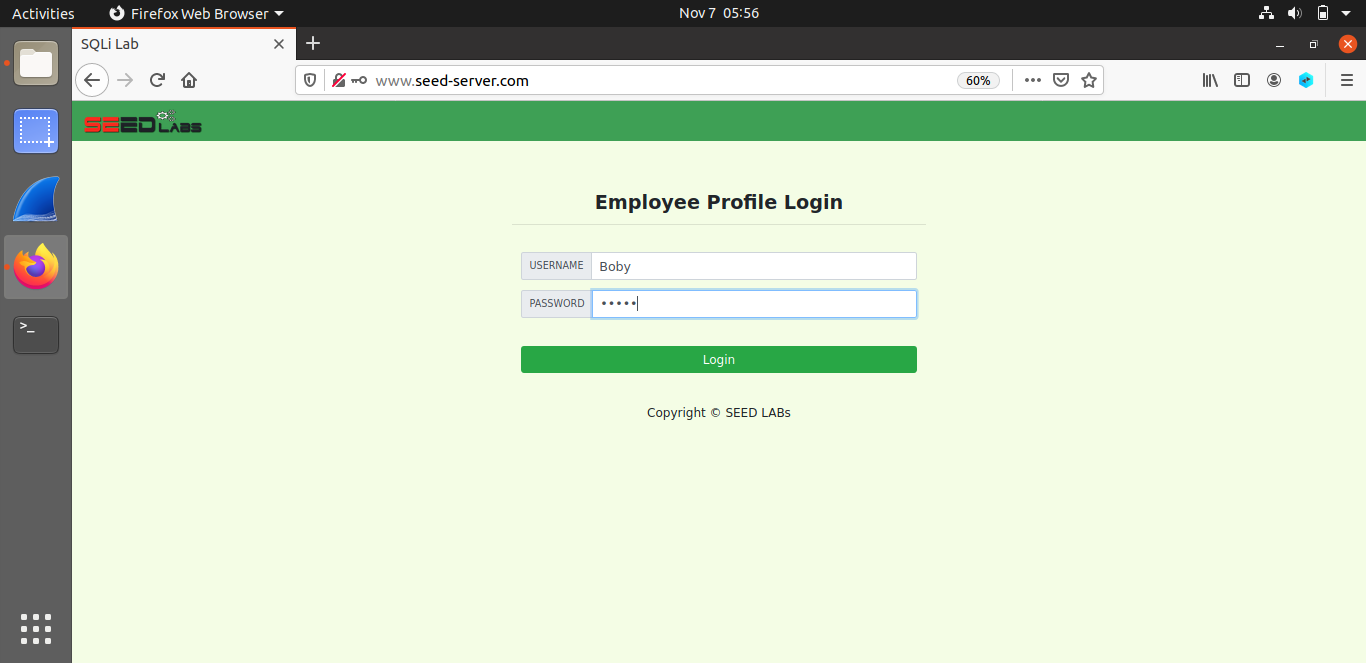 Activities Firefox Web Browser Nov 7 05:56
SQLi Lab
www.seed-server.com 60%
SEED LABS
Employee Profile Login
USERNAME Boby
PASSWORD •••••
Login
Copyright © SEED LABs
>_